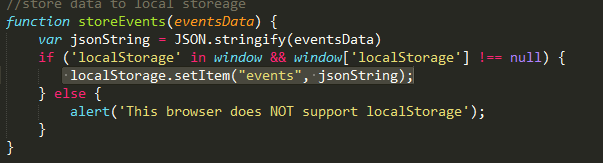 //store data to local storeage
function storeEvents(eventsData) {
var jsonString = JSON.stringify(eventsData)
if ('localStorage' in window && window['localStorage'] !== null) {
localStorage.setItem("events", jsonString);
} else {
alert('This browser does NOT support localStorage');
}
}